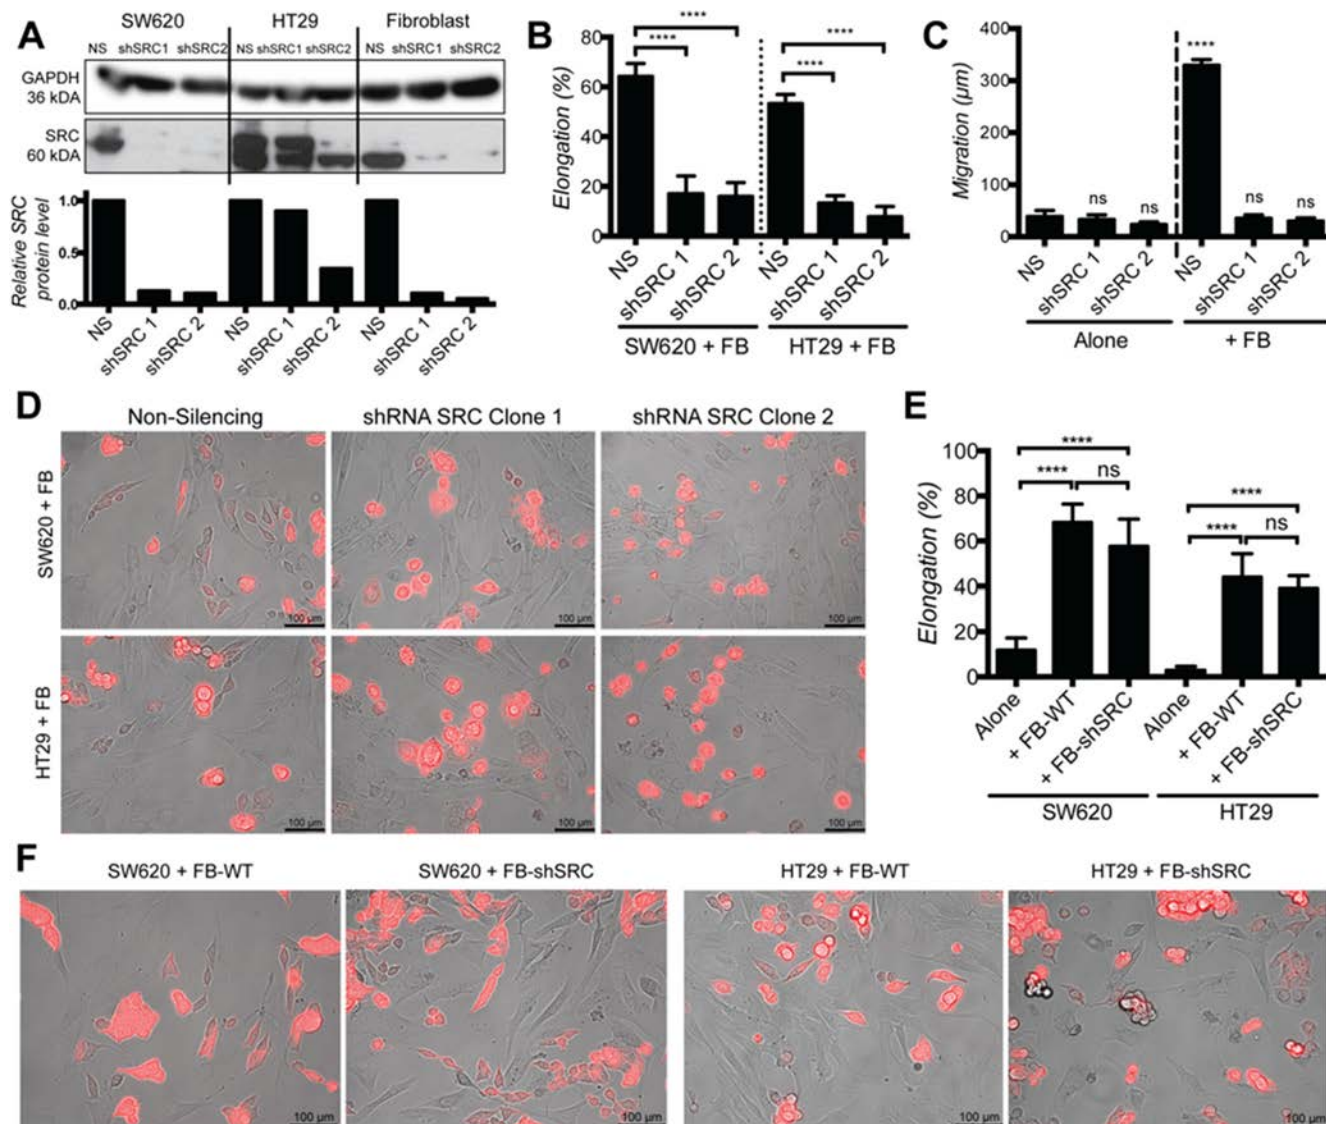 A
SW620 HT29 Fibroblast
NS shSRC1 shSRC2 NS shSRC1 shSRC2 NS shSRC1 shSRC2
GAPDH
36 kDA
SRC
60 kDA
Relative SRC
protein level
1.0
0.5
0.0
NS shSRC 1 shSRC 2 NS shSRC 1 shSRC 2 NS shSRC 1 shSRC 2
B
Elongation (%)
80
60
40
20
0
**** **** **** ****
NS shSRC 1 shSRC 2 NS shSRC 1 shSRC 2
SW620 + FB HT29 + FB
C
Migration (µm)
400
300
200
100
0
ns ns **** ns ns
NS shSRC 1 shSRC 2 NS shSRC 1 shSRC 2
Alone + FB
D
Non-Silencing shRNA SRC Clone 1 shRNA SRC Clone 2
SW620 + FB
100 µm 100 µm 100 µm
HT29 + FB
100 µm 100 µm 100 µm
E
Elongation (%)
100
80
60
40
20
0
**** **** ns **** **** ns
Alone + FB-WT + FB-shSRC Alone + FB-WT + FB-shSRC
SW620 HT29
F
SW620 + FB-WT SW620 + FB-shSRC HT29 + FB-WT HT29 + FB-shSRC
100 µm 100 µm 100 µm 100 µm